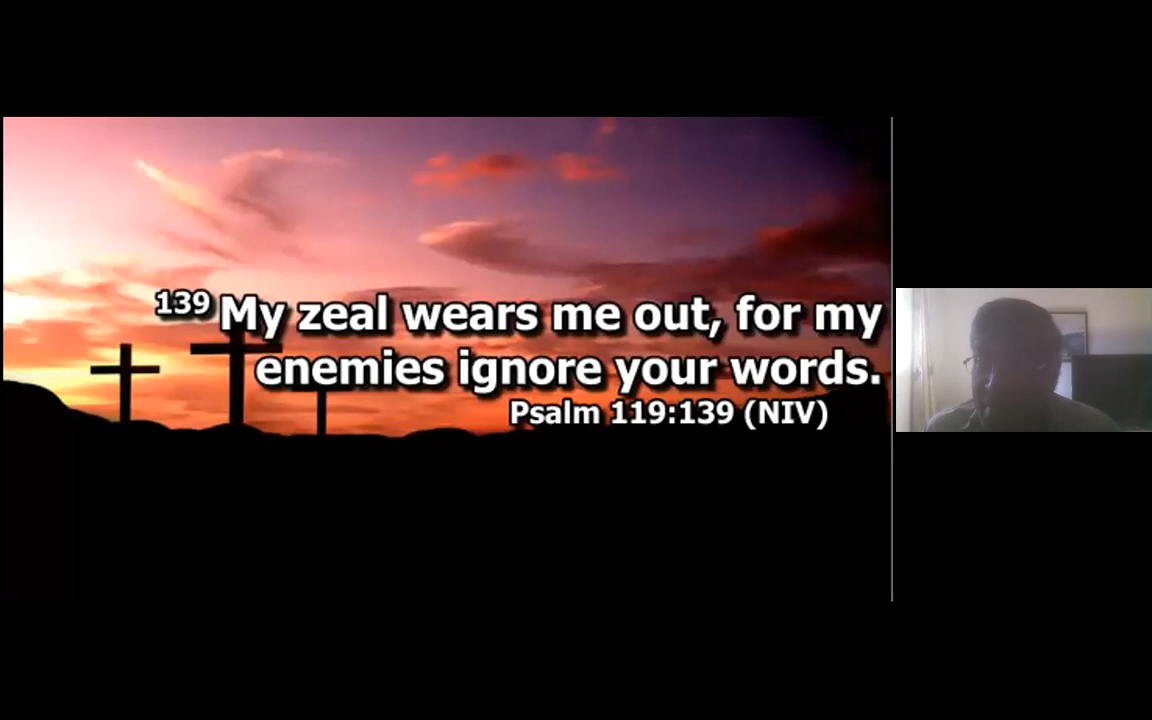 139 My zeal wears me out, for my
enemies ignore your words.
Psalm 119:139 (NIV)